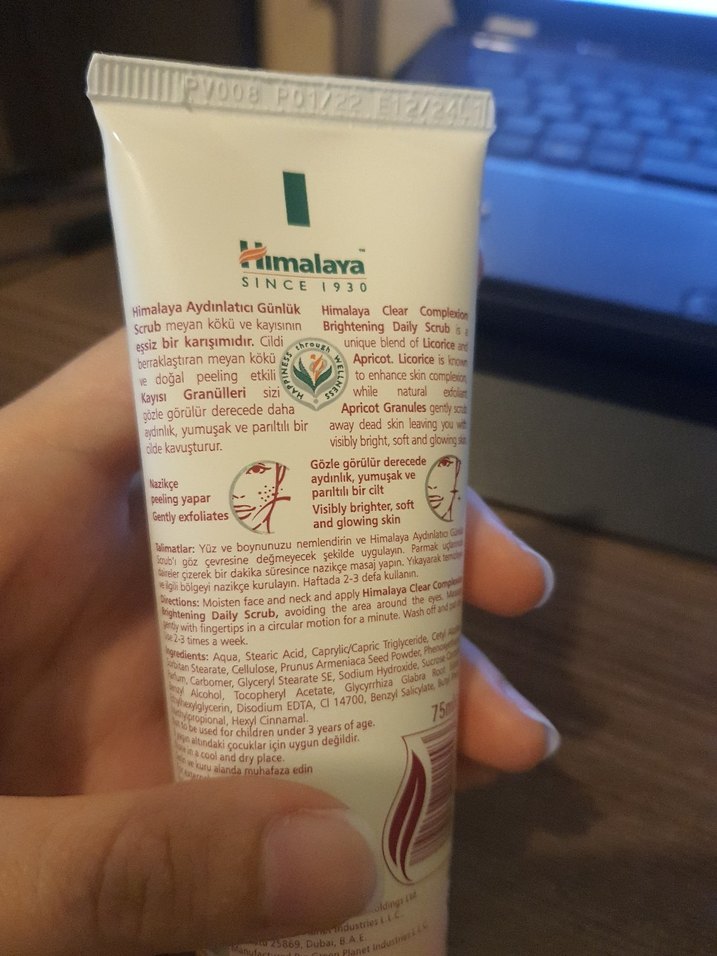 PV008 P01/22 E12/24
Himalaya™
SINCE 1930
Himalaya Aydınlatıcı Günlük
Scrub meyan kökü ve kayısının
eşsiz bir karışımıdır. Cildi
berraklaştıran meyan kökü
ve doğal peeling etkili
Kayısı Granülleri sizi
gözle görülür derecede daha
aydınlık, yumuşak ve parıltılı bir
cilde kavuşturur.
HAPPINESS through WELLNESS
Himalaya Clear Complexion
Brightening Daily Scrub is a
unique blend of Licorice and
Apricot. Licorice is known
to enhance skin complexion,
while natural exfoliant
Apricot Granules gently scrub
away dead skin leaving you with
visibly bright, soft and glowing skin.
Nazikçe
peeling yapar
Gently exfoliates
Gözle görülür derecede
aydınlık, yumuşak ve
parıltılı bir cilt
Visibly brighter, soft
and glowing skin
Talimatlar: Yüz ve boynunuzu nemlendirin ve Himalaya Aydınlatıcı Günlük
Scrub'ı göz çevresine değmeyecek şekilde uygulayın. Parmak uçlarınızla
daireler çizerek bir dakika süresince nazikçe masaj yapın. Yıkayarak
ve ilgili bölgeyi nazikçe kurulayın. Haftada 2-3 defa kullanın.
Directions: Moisten face and neck and apply Himalaya Clear Complexion
Brightening Daily Scrub, avoiding the area around the eyes.
gently with fingertips in a circular motion for a minute. Wash off and
Use 2-3 times a week.
Ingredients: Aqua, Stearic Acid, Caprylic/Capric Triglyceride, Cetyl
Sorbitan Stearate, Cellulose, Prunus Armeniaca Seed Powder,
Parfum, Carbomer, Glyceryl Stearate SE, Sodium Hydroxide, Sucrose
Benzyl Alcohol, Tocopheryl Acetate, Glycyrrhiza Glabra Root
Ethylhexylglycerin, Disodium EDTA, CI 14700, Benzyl Salicylate,
Hexyl Cinnamal.
to be used for children under 3 years of age.
altındaki çocuklar için uygun değildir.
in a cool and dry place.
ve kuru alanda muhafaza edin
75m
Holdings Ltd.
Industries L.L.C.
25869, Dubai, B.A.E.
Green Planet Industries L.L.C.